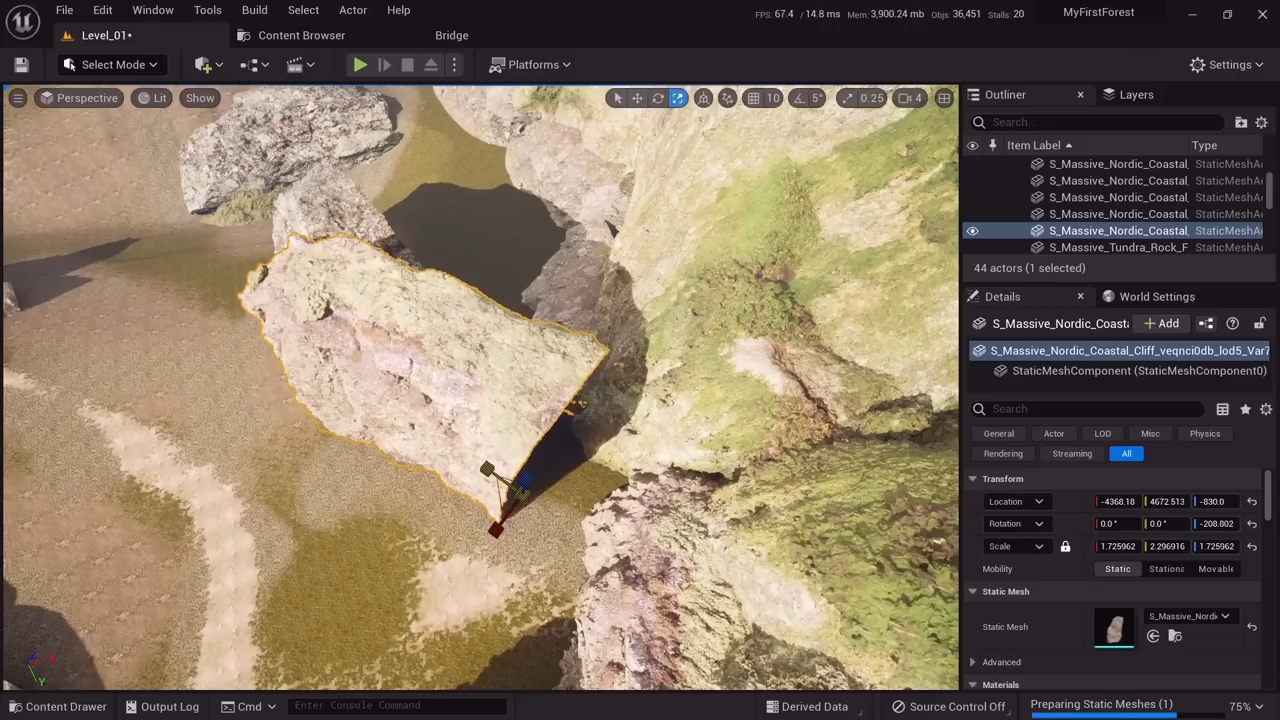 File Edit Window Tools Build Select Actor Help
FPS: 67.4 / 14.8 ms Mem: 3,900.24 mb Objs: 36,451 Stalls: 20
MyFirstForest
Level_01•
Content Browser
Bridge
Select Mode
Platforms
Settings
Perspective
Lit
Show
10
5°
0.25
4
Outliner
Layers
Search...
Item Label
Type
S_Massive_Nordic_Coastal_ StaticMeshA
S_Massive_Nordic_Coastal_ StaticMeshA
S_Massive_Nordic_Coastal_ StaticMeshA
S_Massive_Nordic_Coastal_ StaticMeshA
S_Massive_Nordic_Coastal_ StaticMeshA
S_Massive_Tundra_Rock_F StaticMeshA
44 actors (1 selected)
Details
World Settings
S_Massive_Nordic_Coasta
Add
S_Massive_Nordic_Coastal_Cliff_veqnci0db_lod5_Var7
StaticMeshComponent (StaticMeshComponent0)
Search
General Actor LOD Misc Physics
Rendering Streaming All
Transform
Location -4368.18 4672.513 -830.0
Rotation 0.0° 0.0° -208.802
Scale 1.725962 2.296916 1.725962
Mobility Static Stationa Movable
Static Mesh
Static Mesh
S_Massive_Nordi
Advanced
Materials
X
Z
Y
Content Drawer
Output Log
Cmd
Enter Console Command
Derived Data
Source Control Off
Preparing Static Meshes (1)
75%